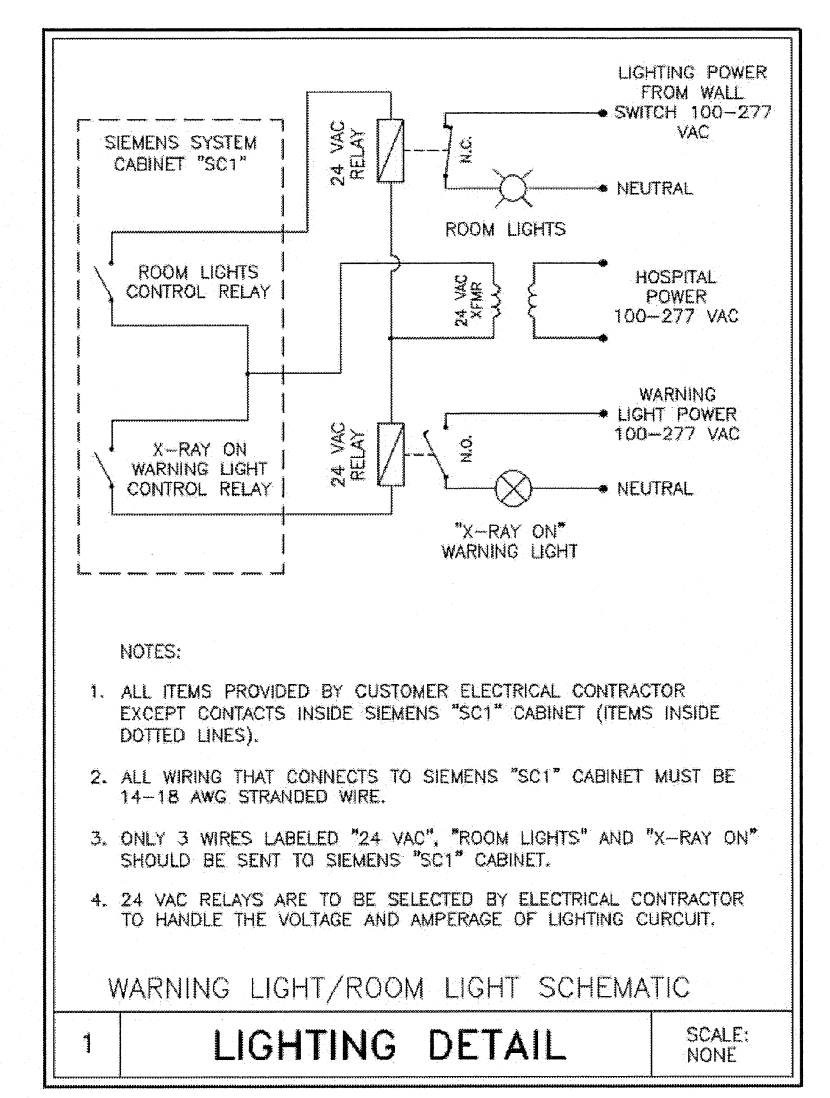 LIGHTING POWER
FROM WALL
SWITCH 100-277
VAC
SIEMENS SYSTEM
CABINET "SC1"
24 VAC
RELAY
N.C.
NEUTRAL
ROOM LIGHTS
ROOM LIGHTS
CONTROL RELAY
24 VAC
XFMR
HOSPITAL
POWER
100-277 VAC
WARNING
LIGHT POWER
100-277 VAC
X-RAY ON
WARNING LIGHT
CONTROL RELAY
24 VAC
RELAY
N.O.
NEUTRAL
"X-RAY ON"
WARNING LIGHT
NOTES:
1. ALL ITEMS PROVIDED BY CUSTOMER ELECTRICAL CONTRACTOR
EXCEPT CONTACTS INSIDE SIEMENS "SC1" CABINET (ITEMS INSIDE
DOTTED LINES).
2. ALL WIRING THAT CONNECTS TO SIEMENS "SC1" CABINET MUST BE
14-18 AWG STRANDED WIRE.
3. ONLY 3 WIRES LABELED "24 VAC", "ROOM LIGHTS" AND "X-RAY ON"
SHOULD BE SENT TO SIEMENS "SC1" CABINET.
4. 24 VAC RELAYS ARE TO BE SELECTED BY ELECTRICAL CONTRACTOR
TO HANDLE THE VOLTAGE AND AMPERAGE OF LIGHTING CURCUIT.
WARNING LIGHT/ROOM LIGHT SCHEMATIC
1
LIGHTING DETAIL
SCALE:
NONE